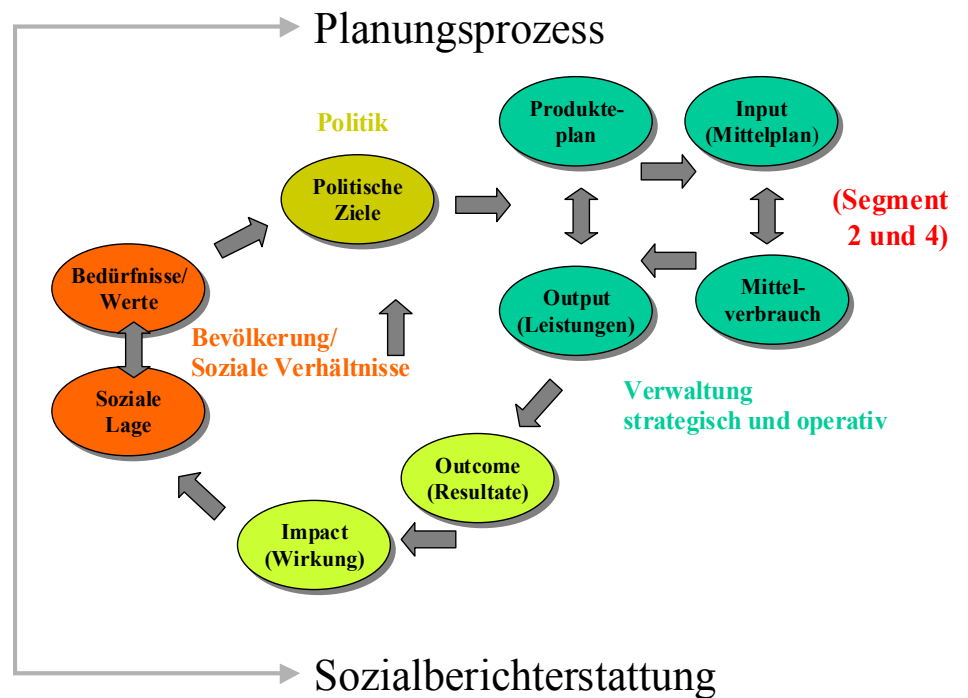 Planungsprozess
Politik
Produkte-
plan
Input
(Mittelplan)
Politische
Ziele
(Segment
2 und 4)
Bedürfnisse/
Werte
Output
(Leistungen)
Mittel-
verbrauch
Bevölkerung/
Soziale Verhältnisse
Soziale
Lage
Verwaltung
strategisch und operativ
Outcome
(Resultate)
Impact
(Wirkung)
Sozialberichterstattung